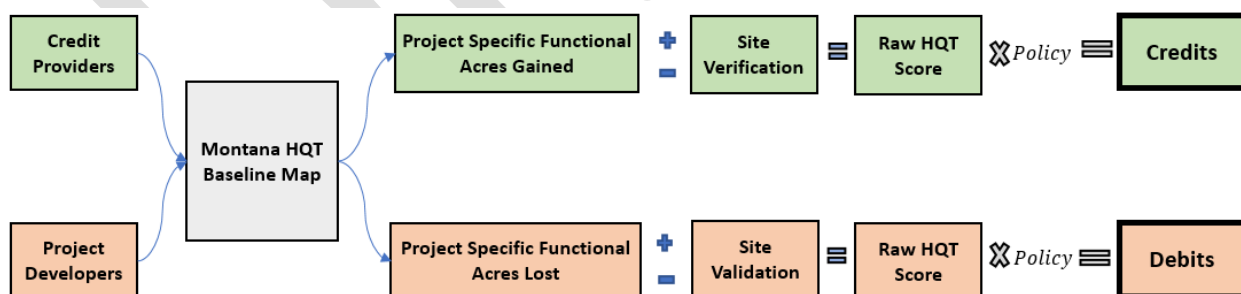 Credit
Providers
Montana HQT
Baseline Map
Project Specific Functional
Acres Gained
+
-
Site
Verification
=
Raw HQT
Score
× Policy =
Credits
Project
Developers
Project Specific Functional
Acres Lost
+
-
Site
Validation
=
Raw HQT
Score
× Policy =
Debits